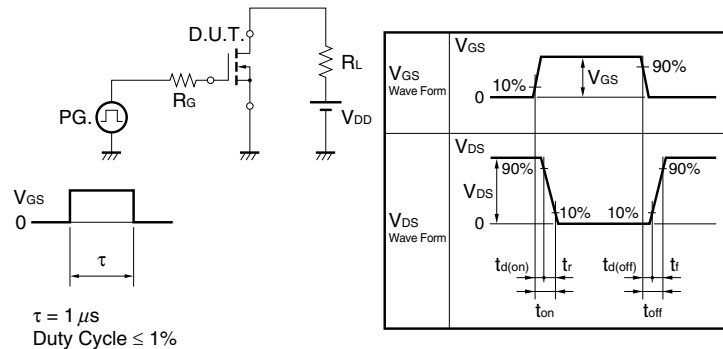 D.U.T.
RL
RG
PG.
VDD
VGS
0
τ
τ = 1 μs
Duty Cycle ≤ 1%
VGS
Wave Form
VGS
10%
VGS
90%
0
VDS
Wave Form
VDS
90%
90%
VDS
10%
10%
0
td(on)
tr
td(off)
tf
ton
toff